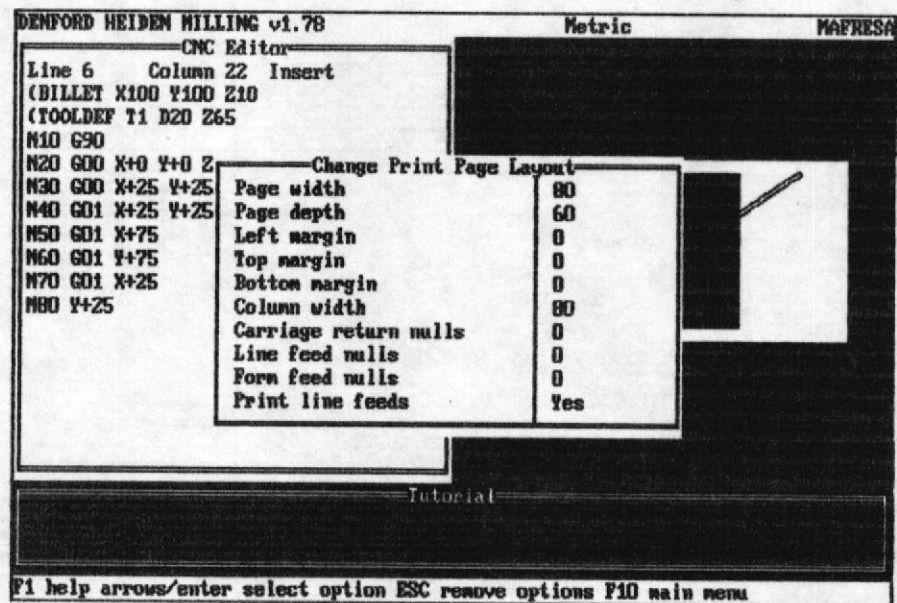 DENFORD HEIDEN MILLING v1.78 Metric MAFRESA
CNC Editor
Line 6 Column 22 Insert
(BILLET X100 Y100 Z10
(TOOLDEF T1 D20 Z65
N10 G90
N20 G00 X+0 Y+0 Z
N30 G00 X+25 Y+25
N40 G01 X+25 Y+25
N50 G01 X+75
N60 G01 Y+75
N70 G01 X+25
N80 Y+25
Change Print Page Layout
Page width 80
Page depth 60
Left margin 0
Top margin 0
Bottom margin 0
Column width 80
Carriage return nulls 0
Line feed nulls 0
Form feed nulls 0
Print line feeds Yes
Tutorial
F1 help arrows/enter select option ESC remove options F10 main menu